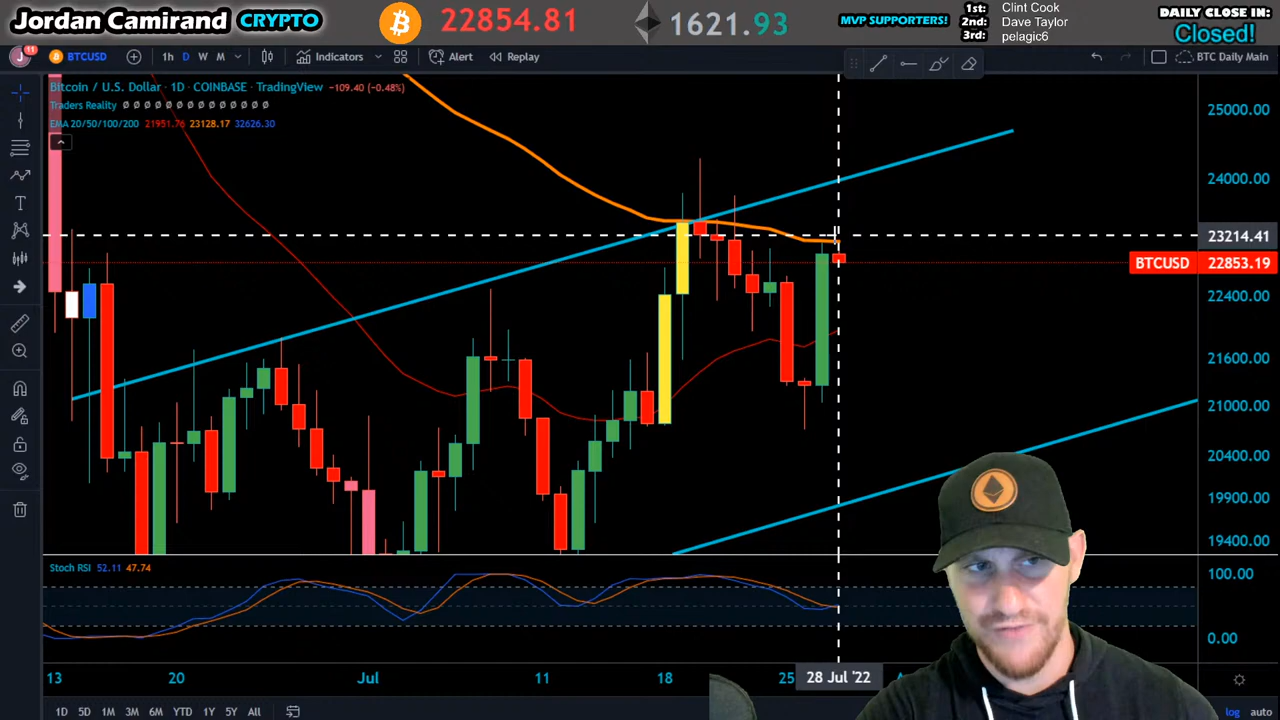 Jordan Camirand CRYPTO
22854.81
1621.93
MVP SUPPORTERS!
1st: Clint Cook
2nd: Dave Taylor
3rd: pelagic6
DAILY CLOSE IN:
Closed!
J 11 BTCUSD 1h D W M Indicators Alert Replay BTC Daily Main
Bitcoin / U.S. Dollar · 1D · COINBASE · TradingView −109.40 (−0.48%)
Traders Reality Ø Ø Ø Ø Ø Ø Ø Ø Ø Ø Ø Ø Ø Ø Ø
EMA 20/50/100/200 21951.76 23128.17 32626.30
25000.00
24000.00
23214.41
BTCUSD 22853.19
22400.00
21600.00
21000.00
20400.00
19900.00
19400.00
Stoch RSI 52.11 47.74
100.00
0.00
13 20 Jul 11 18 25 28 Jul '22
1D 5D 1M 3M 6M YTD 1Y 5Y All log auto